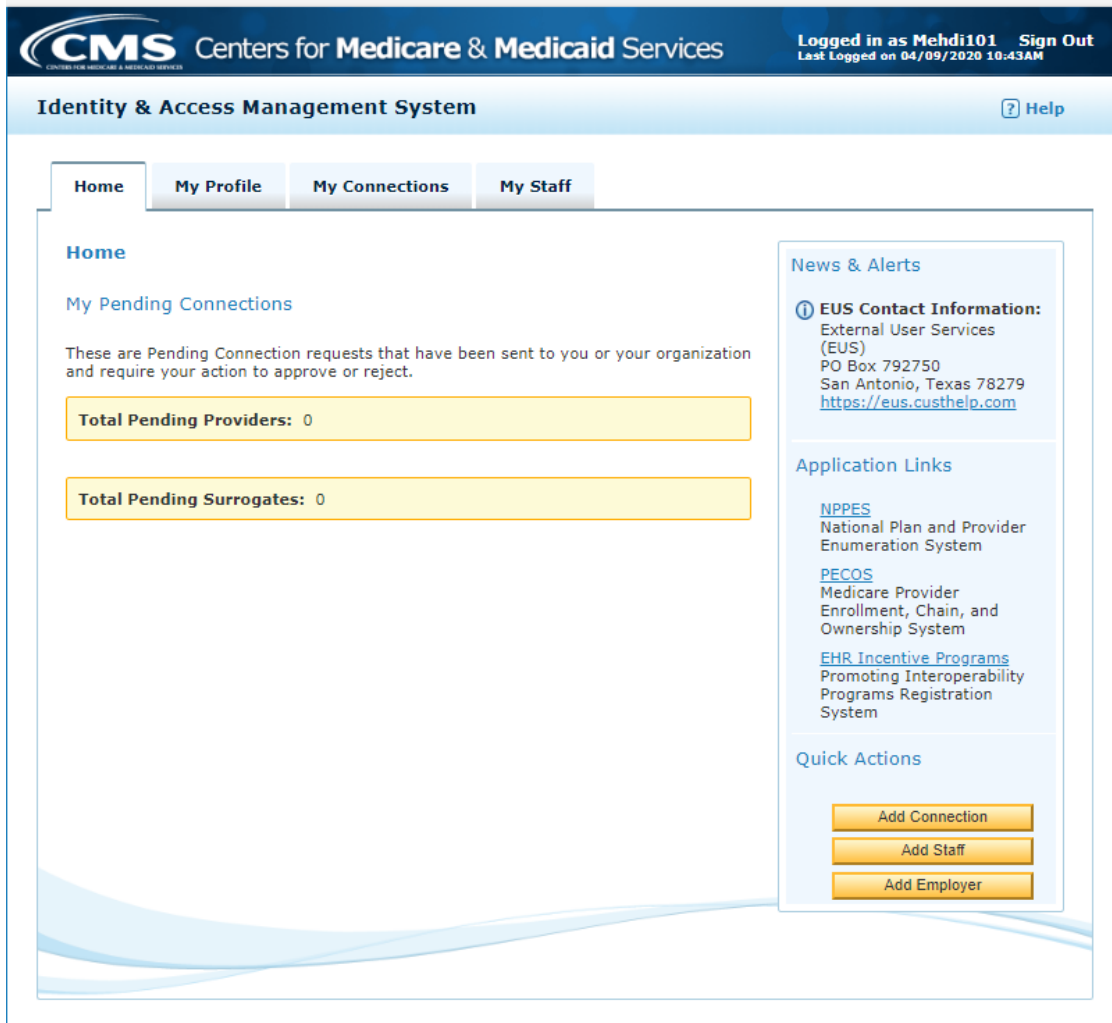 CMS Centers for Medicare & Medicaid Services
CENTERS FOR MEDICARE & MEDICAID SERVICES
Logged in as Mehdi101 Sign Out
Last Logged on 04/09/2020 10:43AM
Identity & Access Management System
? Help
Home My Profile My Connections My Staff
Home
My Pending Connections
These are Pending Connection requests that have been sent to you or your organization
and require your action to approve or reject.
Total Pending Providers: 0
Total Pending Surrogates: 0
News & Alerts
EUS Contact Information:
External User Services
(EUS)
PO Box 792750
San Antonio, Texas 78279
https://eus.custhelp.com
Application Links
NPPES
National Plan and Provider
Enumeration System
PECOS
Medicare Provider
Enrollment, Chain, and
Ownership System
EHR Incentive Programs
Promoting Interoperability
Programs Registration
System
Quick Actions
Add Connection
Add Staff
Add Employer